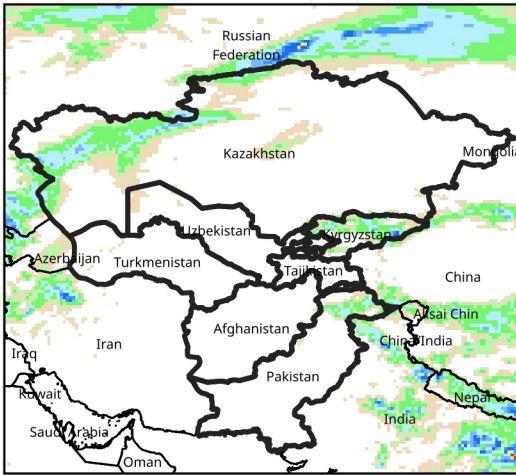 Russian
Federation
Kazakhstan
Mongolia
Uzbekistan
Kyrgyzstan
Azerbaijan
Turkmenistan
Tajikistan
China
Aksai Chin
Afghanistan
China/India
Iran
Iraq
Pakistan
Kuwait
Nepal
India
Saudi Arabia
Oman